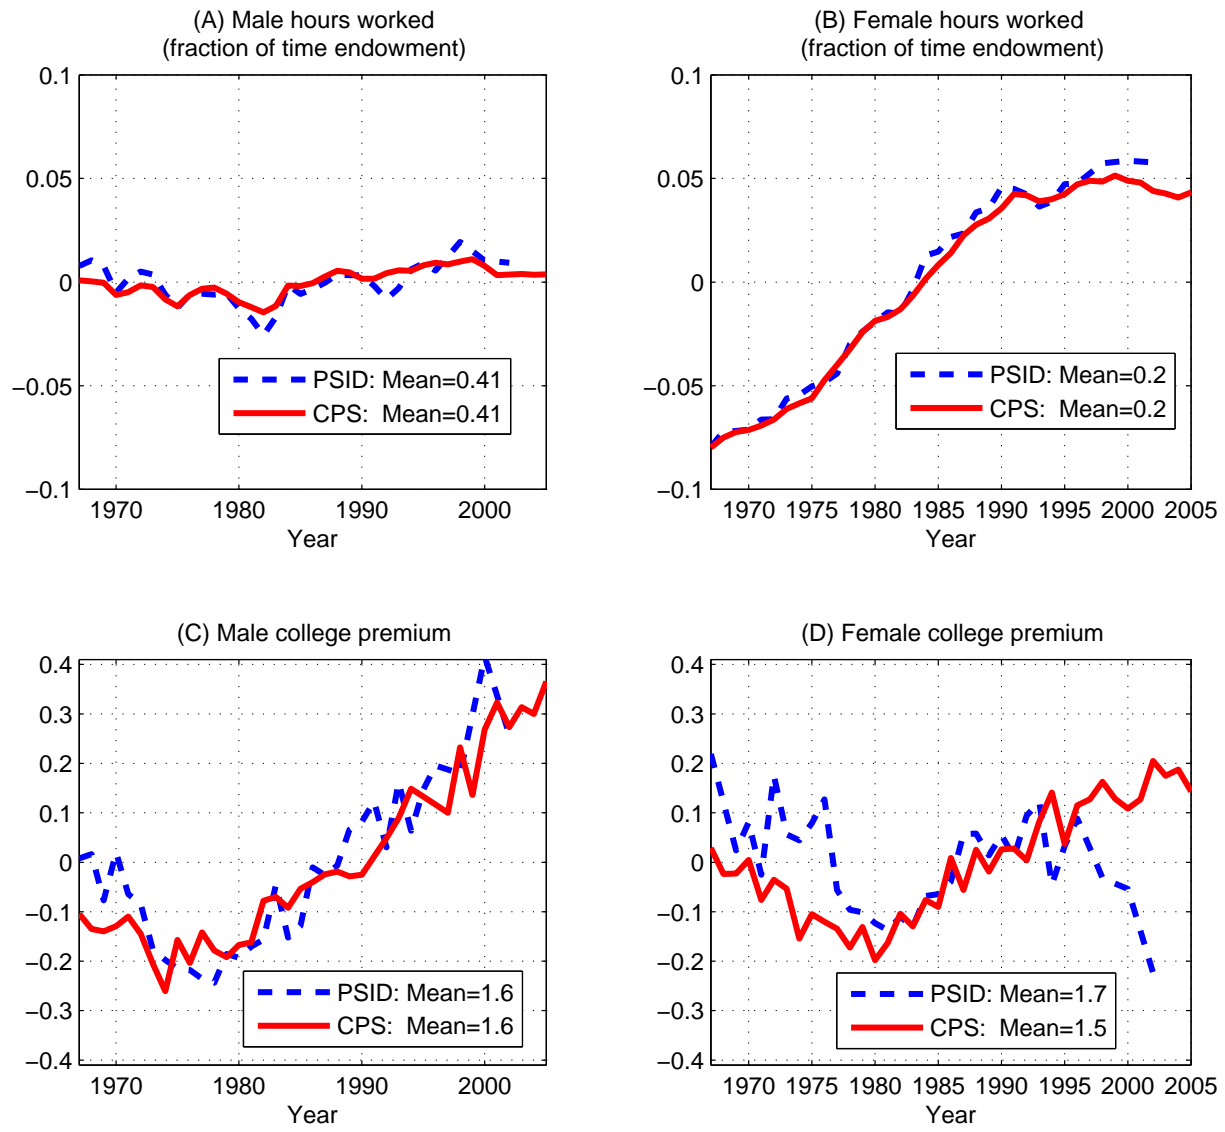 (A) Male hours worked
(fraction of time endowment)
0.1
0.05
0
−0.05
−0.1
PSID: Mean=0.41
CPS: Mean=0.41
1970 1980 1990 2000
Year
(B) Female hours worked
(fraction of time endowment)
0.1
0.05
0
−0.05
−0.1
PSID: Mean=0.2
CPS: Mean=0.2
1970 1975 1980 1985 1990 1995 2000 2005
Year
(C) Male college premium
0.4
0.3
0.2
0.1
0
−0.1
−0.2
−0.3
−0.4
PSID: Mean=1.6
CPS: Mean=1.6
1970 1980 1990 2000
Year
(D) Female college premium
0.4
0.3
0.2
0.1
0
−0.1
−0.2
−0.3
−0.4
PSID: Mean=1.7
CPS: Mean=1.5
1970 1975 1980 1985 1990 1995 2000 2005
Year